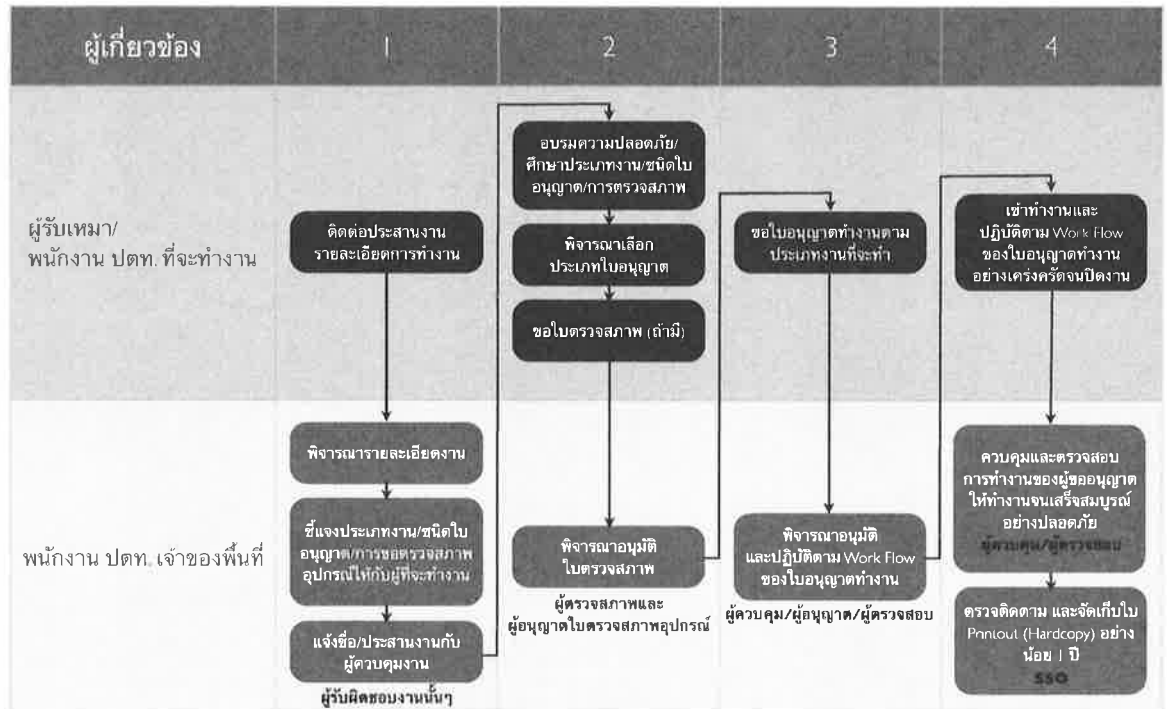 ผู้เกี่ยวข้อง
1
2
3
4
ผู้รับเหมา/
พนักงาน ปตท. ที่จะทำงาน
ติดต่อประสานงาน
รายละเอียดการทำงาน
อบรมความปลอดภัย/
ศึกษาประเภทงาน/ชนิดใบ
อนุญาต/การตรวจสภาพ
พิจารณาเลือก
ประเภทใบอนุญาต
ขอใบตรวจสภาพ (ถ้ามี)
ขอใบอนุญาตทำงานตาม
ประเภทงานที่จะทำ
เข้าทำงานและ
ปฏิบัติตาม Work Flow
ของใบอนุญาตทำงาน
อย่างเคร่งครัดจนปิดงาน
พนักงาน ปตท. เจ้าของพื้นที่
พิจารณารายละเอียดงาน
ชี้แจงประเภทงาน/ชนิดใบ
อนุญาต/การขอตรวจสภาพ
อุปกรณ์ให้กับผู้ที่จะทำงาน
แจ้งชื่อ/ประสานงานกับ
ผู้ควบคุมงาน
ผู้รับผิดชอบงานนั้นๆ
พิจารณาอนุมัติ
ใบตรวจสภาพ
ผู้ตรวจสภาพและ
ผู้อนุญาตใบตรวจสภาพอุปกรณ์
พิจารณาอนุมัติ
และปฏิบัติตาม Work Flow
ของใบอนุญาตทำงาน
ผู้ควบคุม/ผู้อนุญาต/ผู้ตรวจสอบ
ควบคุมและตรวจสอบ
การทำงานของผู้ขออนุญาต
ให้ทำงานจนเสร็จสมบูรณ์
อย่างปลอดภัย
ผู้ควบคุม/ผู้ตรวจสอบ
ตรวจติดตาม และจัดเก็บใบ
Printout (Hardcopy) อย่าง
น้อย 1 ปี
SSO